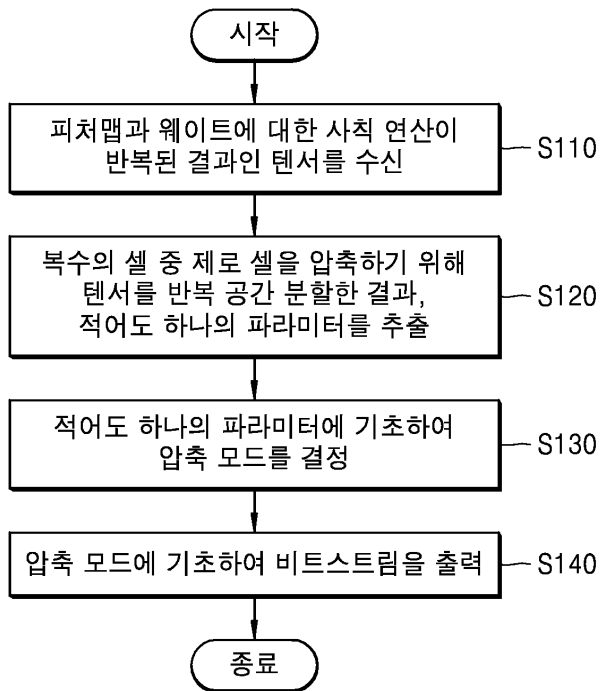 시작
피처맵과 웨이트에 대한 사칙 연산이
반복된 결과인 텐서를 수신
S110
복수의 셀 중 제로 셀을 압축하기 위해
텐서를 반복 공간 분할한 결과,
적어도 하나의 파라미터를 추출
S120
적어도 하나의 파라미터에 기초하여
압축 모드를 결정
S130
압축 모드에 기초하여 비트스트림을 출력
S140
종료